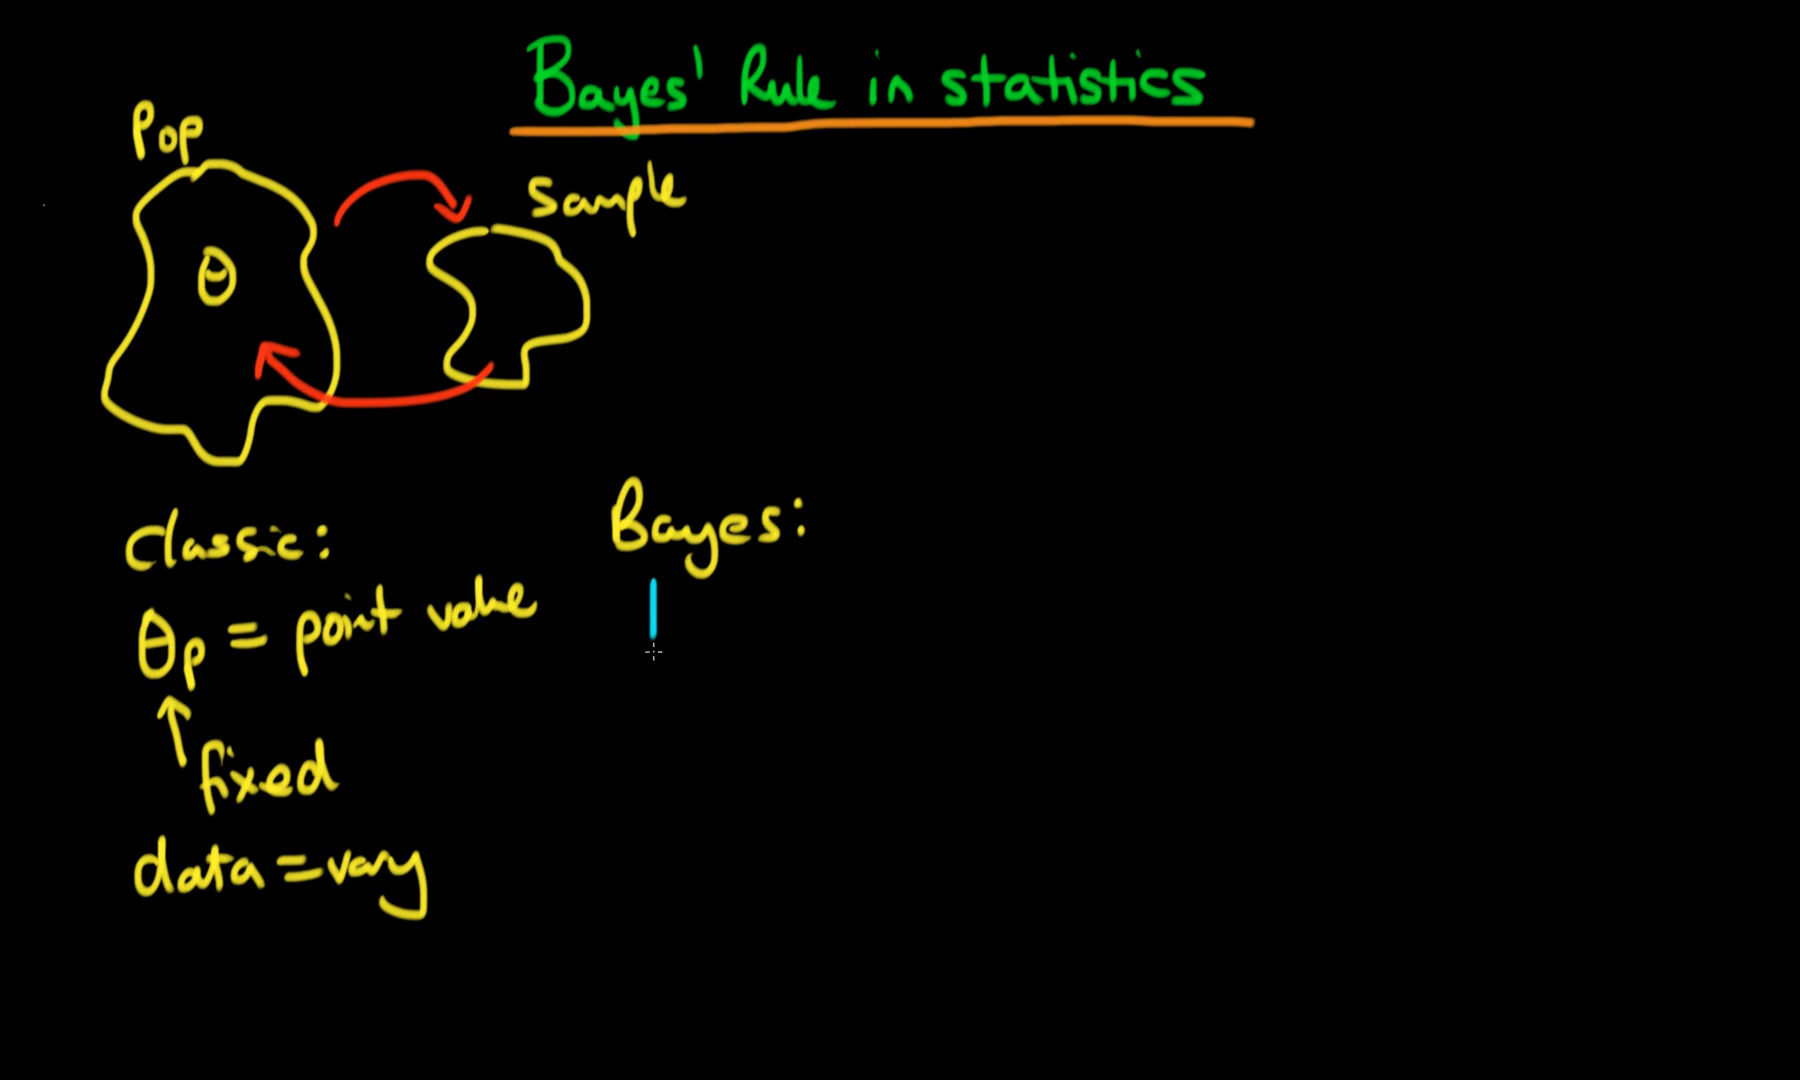 Bayes' Rule in statistics
Pop
Sample
θ
Classic:
θp = point value
fixed
data = vary
Bayes: